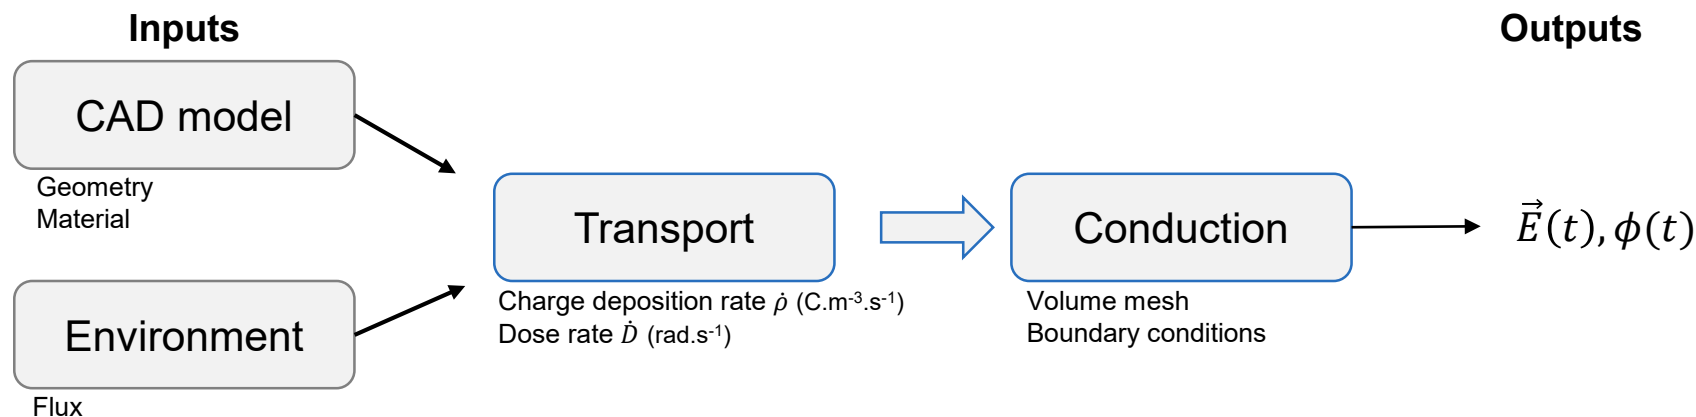 Inputs
Outputs
CAD model
Geometry
Material
Environment
Flux
Transport
Charge deposition rate ρ̇ (C.m⁻³.s⁻¹)
Dose rate Ḋ (rad.s⁻¹)
Conduction
Volume mesh
Boundary conditions
E⃗(t), ϕ(t)